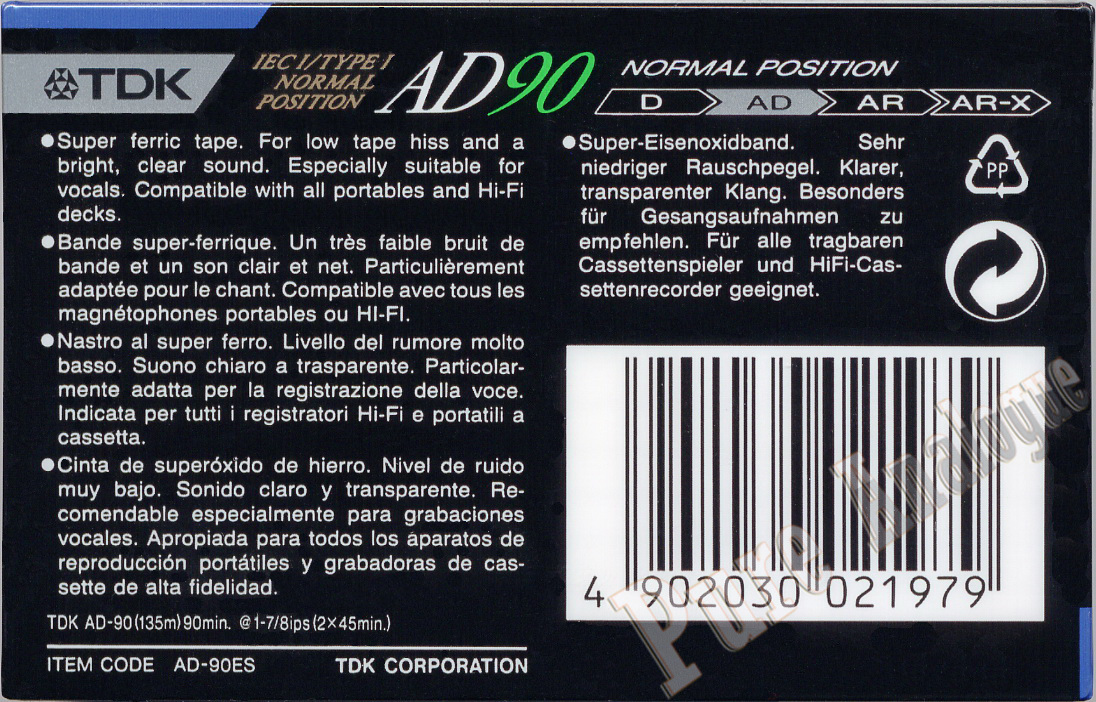 TDK
IEC I/TYPE I
NORMAL
POSITION
AD90
NORMAL POSITION
D AD AR AR-X
●Super ferric tape. For low tape hiss and a
bright, clear sound. Especially suitable for
vocals. Compatible with all portables and Hi-Fi
decks.
●Bande super-ferrique. Un très faible bruit de
bande et un son clair et net. Particulièrement
adaptée pour le chant. Compatible avec tous les
magnétophones portables ou HI-FI.
●Nastro al super ferro. Livello del rumore molto
basso. Suono chiaro a trasparente. Particolar-
mente adatta per la registrazione della voce.
Indicata per tutti i registratori Hi-Fi e portatili a
cassetta.
●Cinta de superóxido de hierro. Nivel de ruido
muy bajo. Sonido claro y transparente. Re-
comendable especialmente para grabaciones
vocales. Apropiada para todos los aparatos de
reproducción portátiles y grabadoras de cas-
sette de alta fidelidad.
TDK AD-90(135m)90min. @1-7/8ips(2×45min.)
ITEM CODE AD-90ES TDK CORPORATION
●Super-Eisenoxidband. Sehr
niedriger Rauschpegel. Klarer,
transparenter Klang. Besonders
für Gesangsaufnahmen zu
empfehlen. Für alle tragbaren
Cassettenspieler und HiFi-Cas-
settenrecorder geeignet.
PP
4 902030 021979
Pure Analogue